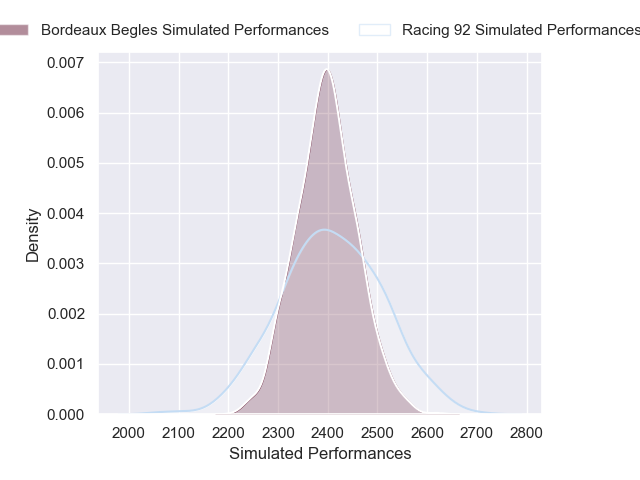 Bordeaux Begles Simulated Performances Racing 92 Simulated Performances
0.007
0.006
0.005
0.004
0.003
0.002
0.001
0.000
Density
2000 2100 2200 2300 2400 2500 2600 2700 2800
Simulated Performances